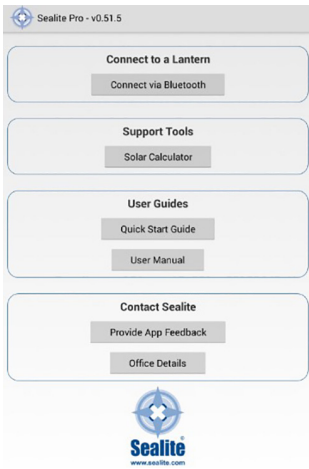 Sealite Pro - v0.51.5
Connect to a Lantern
Connect via Bluetooth
Support Tools
Solar Calculator
User Guides
Quick Start Guide
User Manual
Contact Sealite
Provide App Feedback
Office Details
Sealite®
www.sealite.com